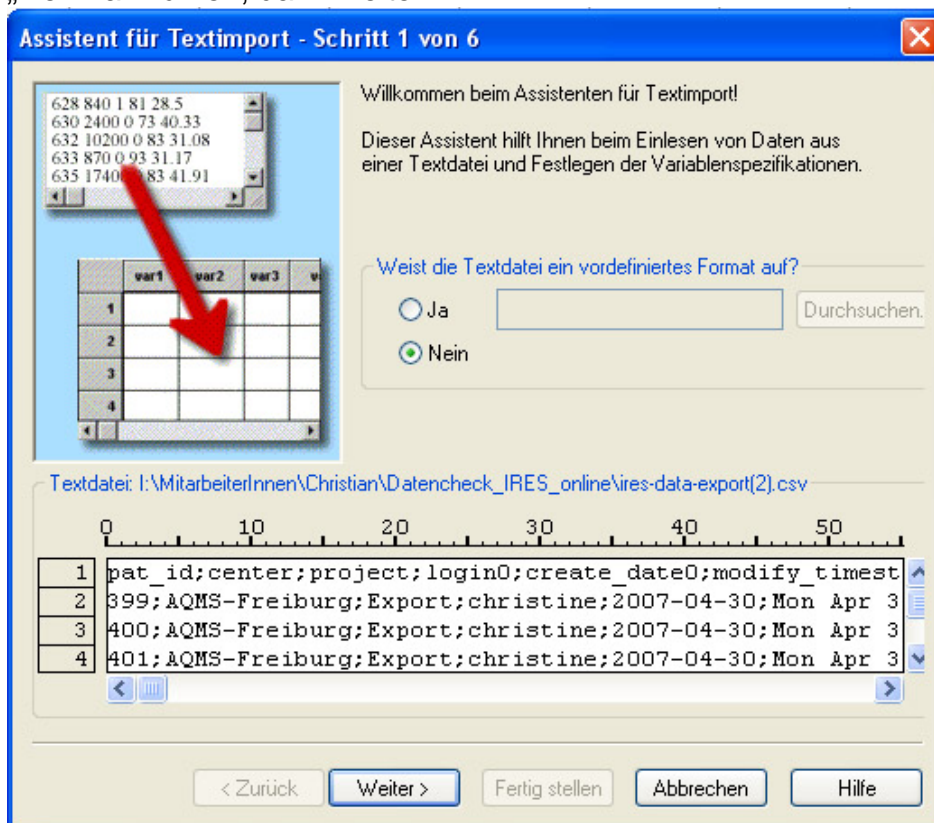 Assistent für Textimport - Schritt 1 von 6
628 840 1 81 28.5
630 2400 0 73 40.33
632 10200 0 83 31.08
633 870 0 93 31.17
635 1740 83 41.91
var1 var2 var3 v
1
2
3
4
Willkommen beim Assistenten für Textimport!
Dieser Assistent hilft Ihnen beim Einlesen von Daten aus
einer Textdatei und Festlegen der Variablenspezifikationen.
Weist die Textdatei ein vordefiniertes Format auf?
Ja
Durchsuchen.
Nein
Textdatei: I:\MitarbeiterInnen\Christian\Datencheck_IRES_online\ires-data-export(2).csv
0 10 20 30 40 50
1 pat_id;center;project;login0;create_date0;modify_timest
2 399;AQMS-Freiburg;Export;christine;2007-04-30;Mon Apr 3
3 400;AQMS-Freiburg;Export;christine;2007-04-30;Mon Apr 3
4 401;AQMS-Freiburg;Export;christine;2007-04-30;Mon Apr 3
< Zurück Weiter > Fertig stellen Abbrechen Hilfe